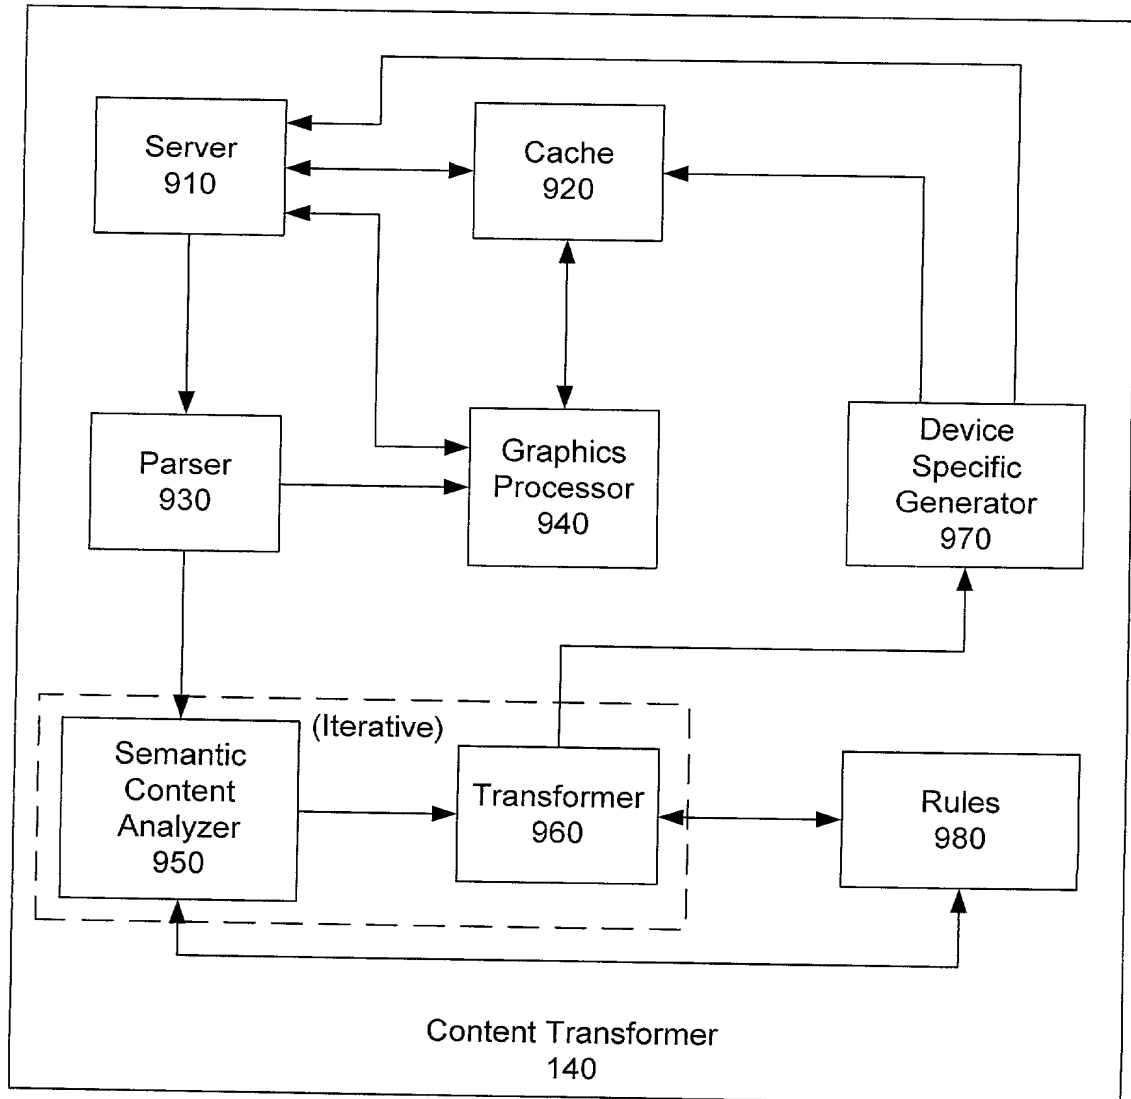 Server
910
Cache
920
Parser
930
Graphics
Processor
940
Device
Specific
Generator
970
(Iterative)
Semantic
Content
Analyzer
950
Transformer
960
Rules
980
Content Transformer
140